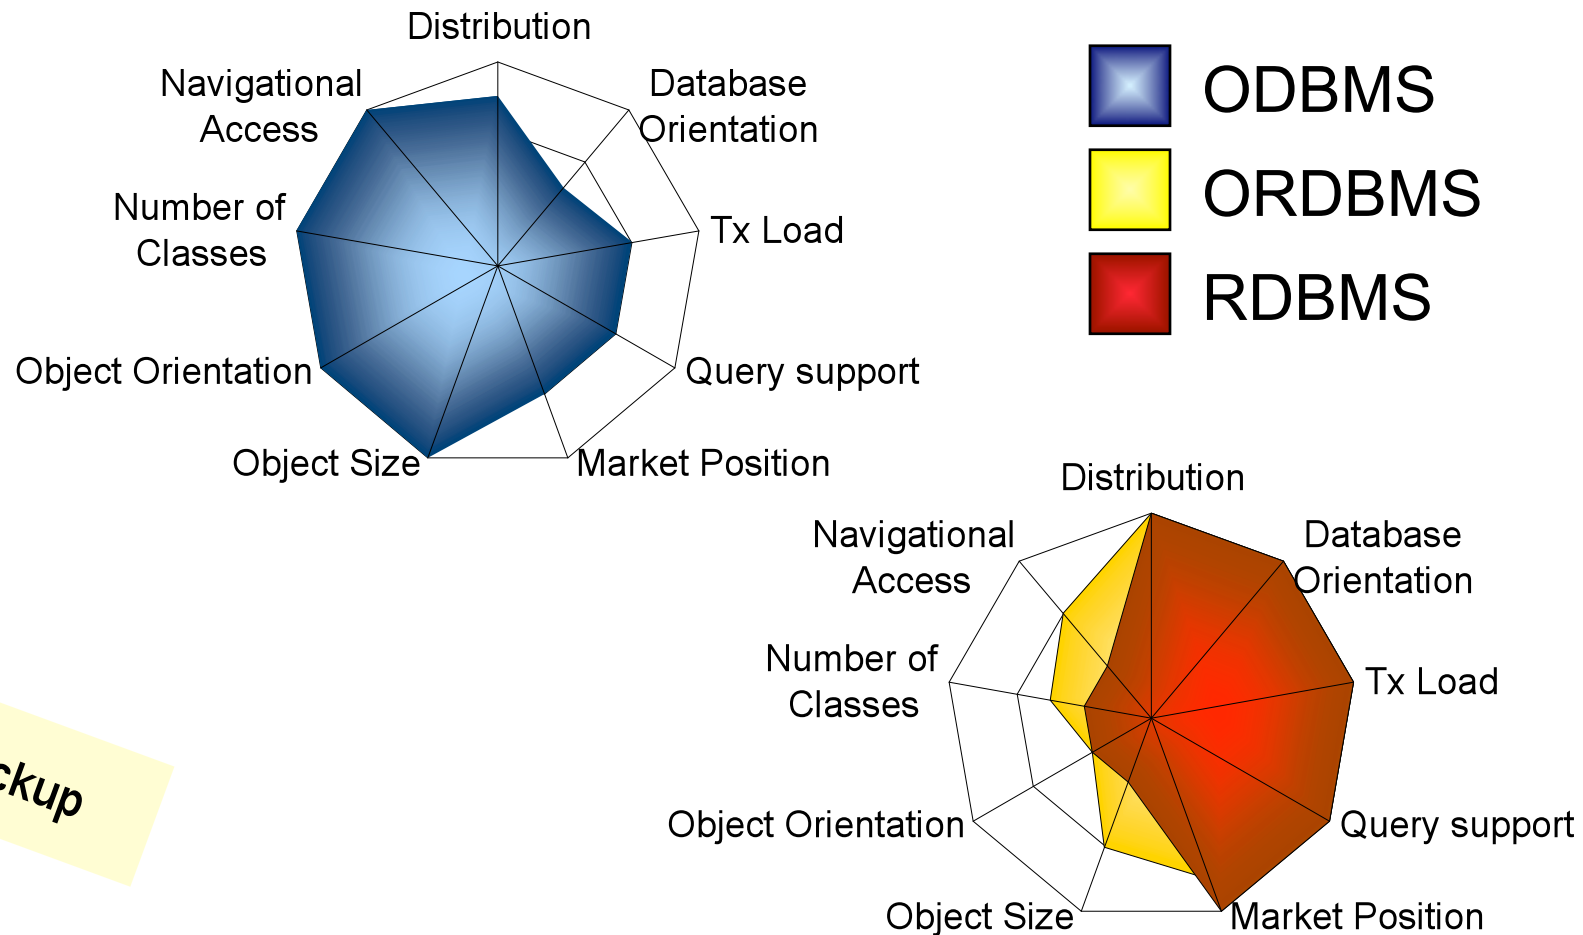 Distribution
Navigational
Access
Database
Orientation
Number of
Classes
Tx Load
Object Orientation
Query support
Object Size
Market Position
ODBMS
ORDBMS
RDBMS
Distribution
Navigational
Access
Database
Orientation
Number of
Classes
Tx Load
Object Orientation
Query support
Object Size
Market Position
ckup